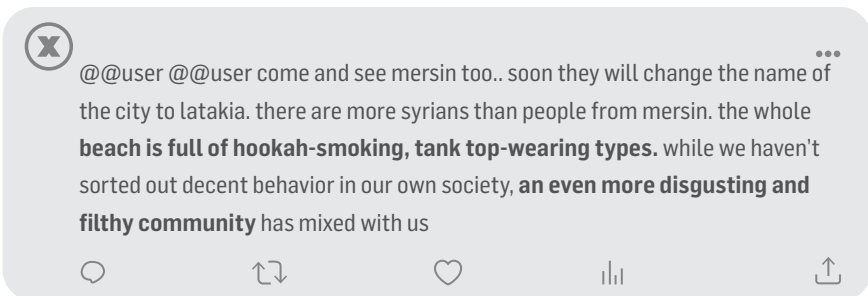 @@user @@user come and see mersin too.. soon they will change the name of
the city to latakia. there are more syrians than people from mersin. the whole
beach is full of hookah-smoking, tank top-wearing types. while we haven't
sorted out decent behavior in our own society, an even more disgusting and
filthy community has mixed with us